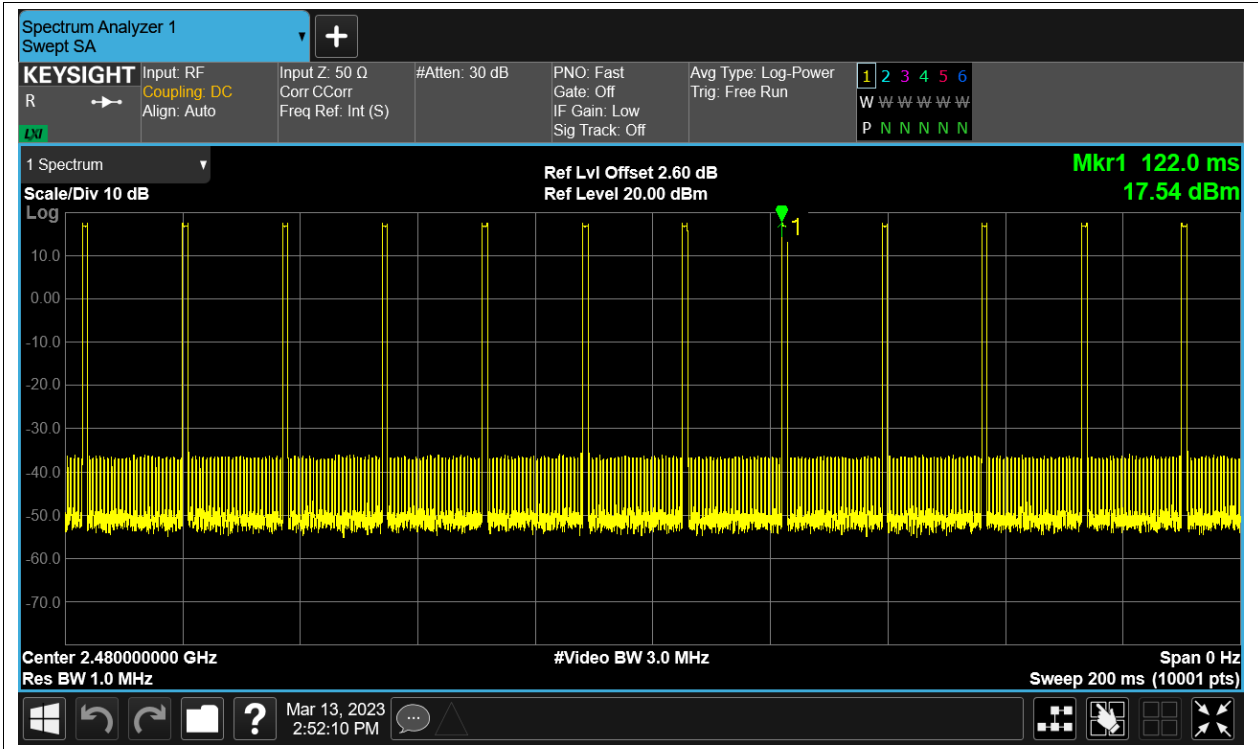 Spectrum Analyzer 1
Swept SA
KEYSIGHT
R
LXI
Input: RF
Coupling: DC
Align: Auto
Input Z: 50 Ω
Corr CCorr
Freq Ref: Int (S)
#Atten: 30 dB
PNO: Fast
Gate: Off
IF Gain: Low
Sig Track: Off
Avg Type: Log-Power
Trig: Free Run
1 2 3 4 5 6
W W W W W W
P N N N N N
1 Spectrum
Scale/Div 10 dB
Log
Ref Lvl Offset 2.60 dB
Ref Level 20.00 dBm
Mkr1 122.0 ms
17.54 dBm
1
10.0
0.00
-10.0
-20.0
-30.0
-40.0
-50.0
-60.0
-70.0
Center 2.480000000 GHz
Res BW 1.0 MHz
#Video BW 3.0 MHz
Span 0 Hz
Sweep 200 ms (10001 pts)
?
Mar 13, 2023
2:52:10 PM